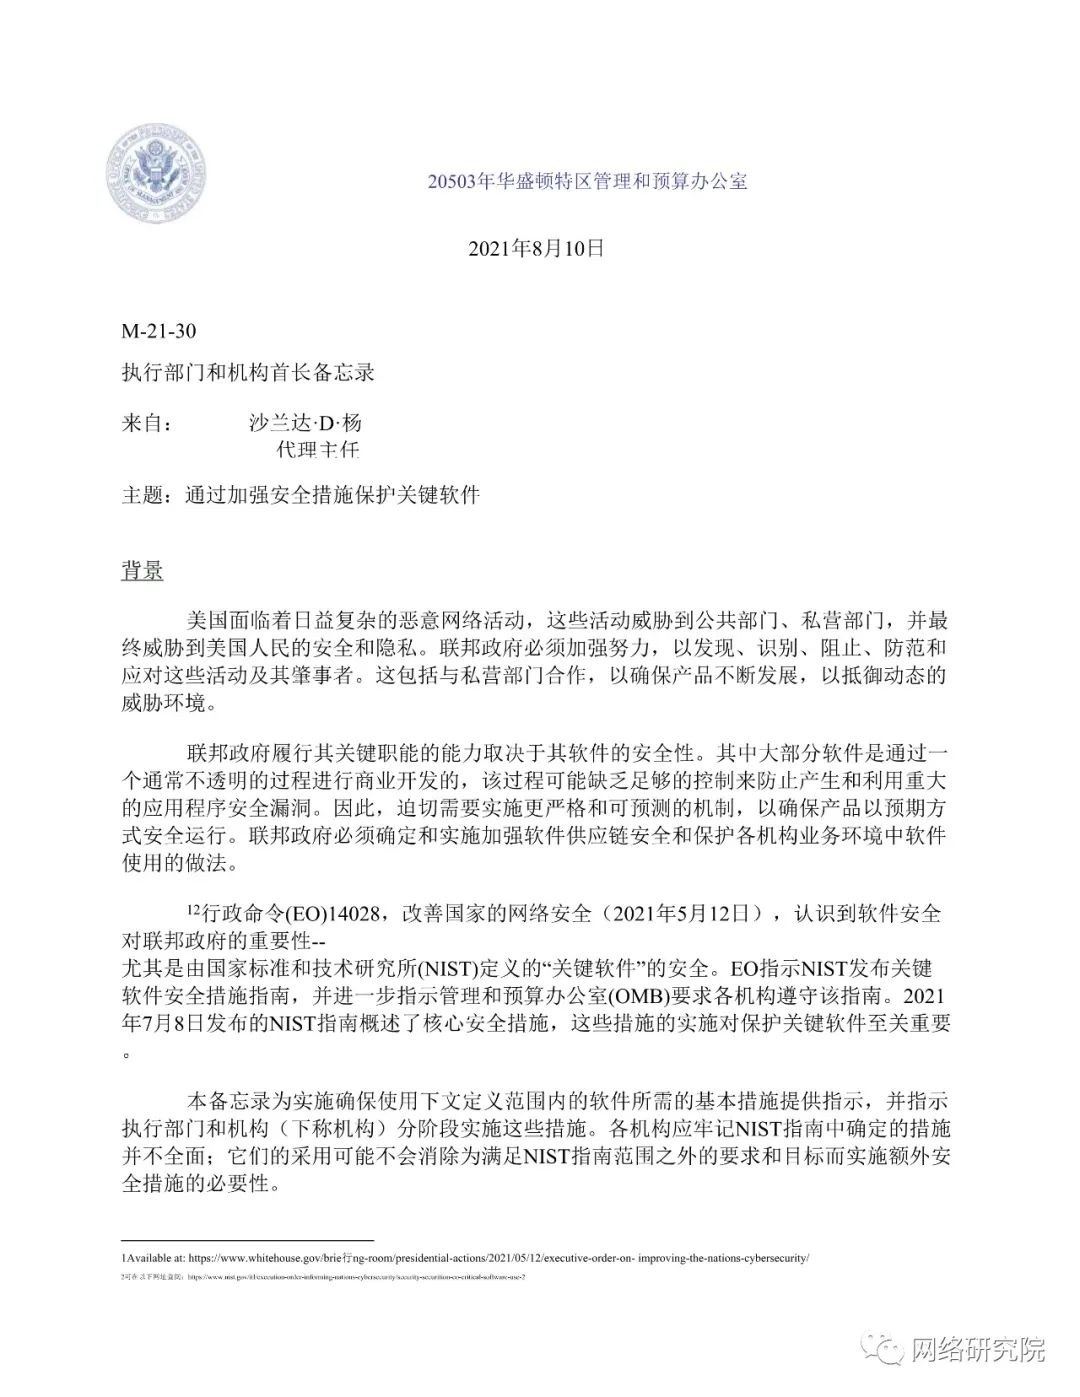 20503年华盛顿特区管理和预算办公室
2021年8月10日
M-21-30
执行部门和机构首长备忘录
来自： 沙兰达·D·杨
代理主任
主题：通过加强安全措施保护关键软件
背景
美国面临着日益复杂的恶意网络活动，这些活动威胁到公共部门、私营部门，并最
终威胁到美国人民的安全和隐私。联邦政府必须加强努力，以发现、识别、阻止、防范和
应对这些活动及其肇事者。这包括与私营部门合作，以确保产品不断发展，以抵御动态的
威胁环境。
联邦政府履行其关键职能的能力取决于其软件的安全性。其中大部分软件是通过一
个通常不透明的过程进行商业开发的，该过程可能缺乏足够的控制来防止产生和利用重大
的应用程序安全漏洞。因此，迫切需要实施更严格和可预测的机制，以确保产品以预期方
式安全运行。联邦政府必须确定和实施加强软件供应链安全和保护各机构业务环境中软件
使用的做法。
12行政命令(EO)14028，改善国家的网络安全（2021年5月12日），认识到软件安全
对联邦政府的重要性--
尤其是由国家标准和技术研究所(NIST)定义的“关键软件”的安全。EO指示NIST发布关键
软件安全措施指南，并进一步指示管理和预算办公室(OMB)要求各机构遵守该指南。2021
年7月8日发布的NIST指南概述了核心安全措施，这些措施的实施对保护关键软件至关重要
。
本备忘录为实施确保使用下文定义范围内的软件所需的基本措施提供指示，并指示
执行部门和机构（下称机构）分阶段实施这些措施。各机构应牢记NIST指南中确定的措施
并不全面；它们的采用可能不会消除为满足NIST指南范围之外的要求和目标而实施额外安
全措施的必要性。
1Available at: https://www.whitehouse.gov/brie行ng-room/presidential-actions/2021/05/12/executive-order-on- improving-the-nations-cybersecurity/
2可在以下网址查阅：
网络研究院